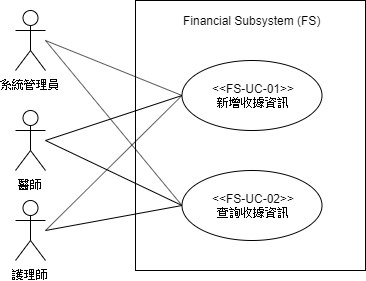 Financial Subsystem (FS)
系統管理員
<<FS-UC-01>>
新增收據資訊
醫師
<<FS-UC-02>>
查詢收據資訊
護理師